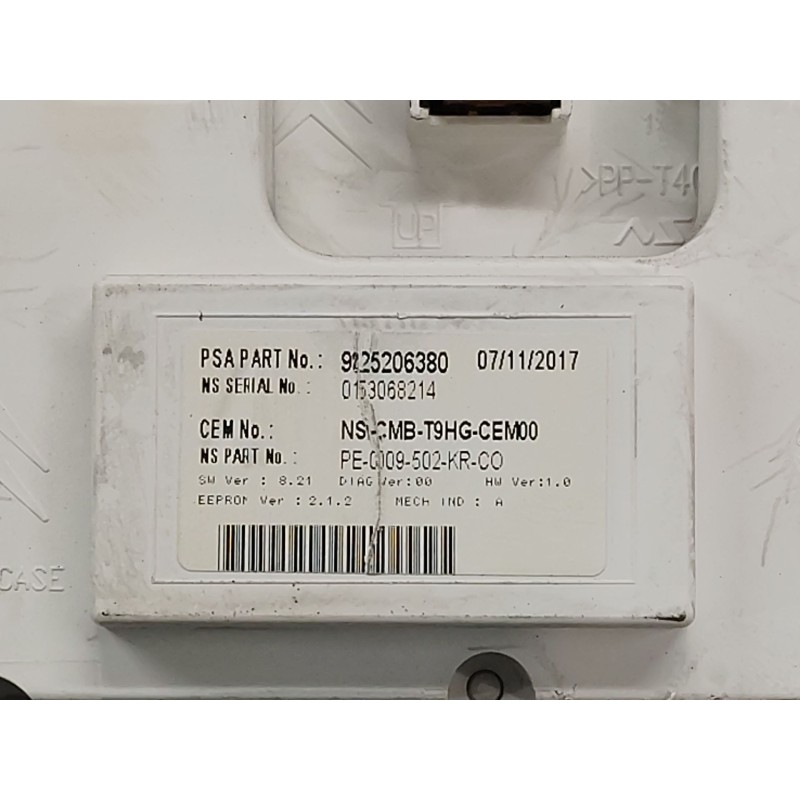 >PP-T40
UP
PSA PART No.: 9825206380 07/11/2017
NS SERIAL No.: 0153068214
CEM No.: NS-CMB-T9HG-CEM00
NS PART No.: PE-0009-502-KR-CO
SW Ver : 8.21 DIAG Ver:00 HW Ver:1.0
EEPROM Ver : 2.1.2 MECH IND : A
CASE